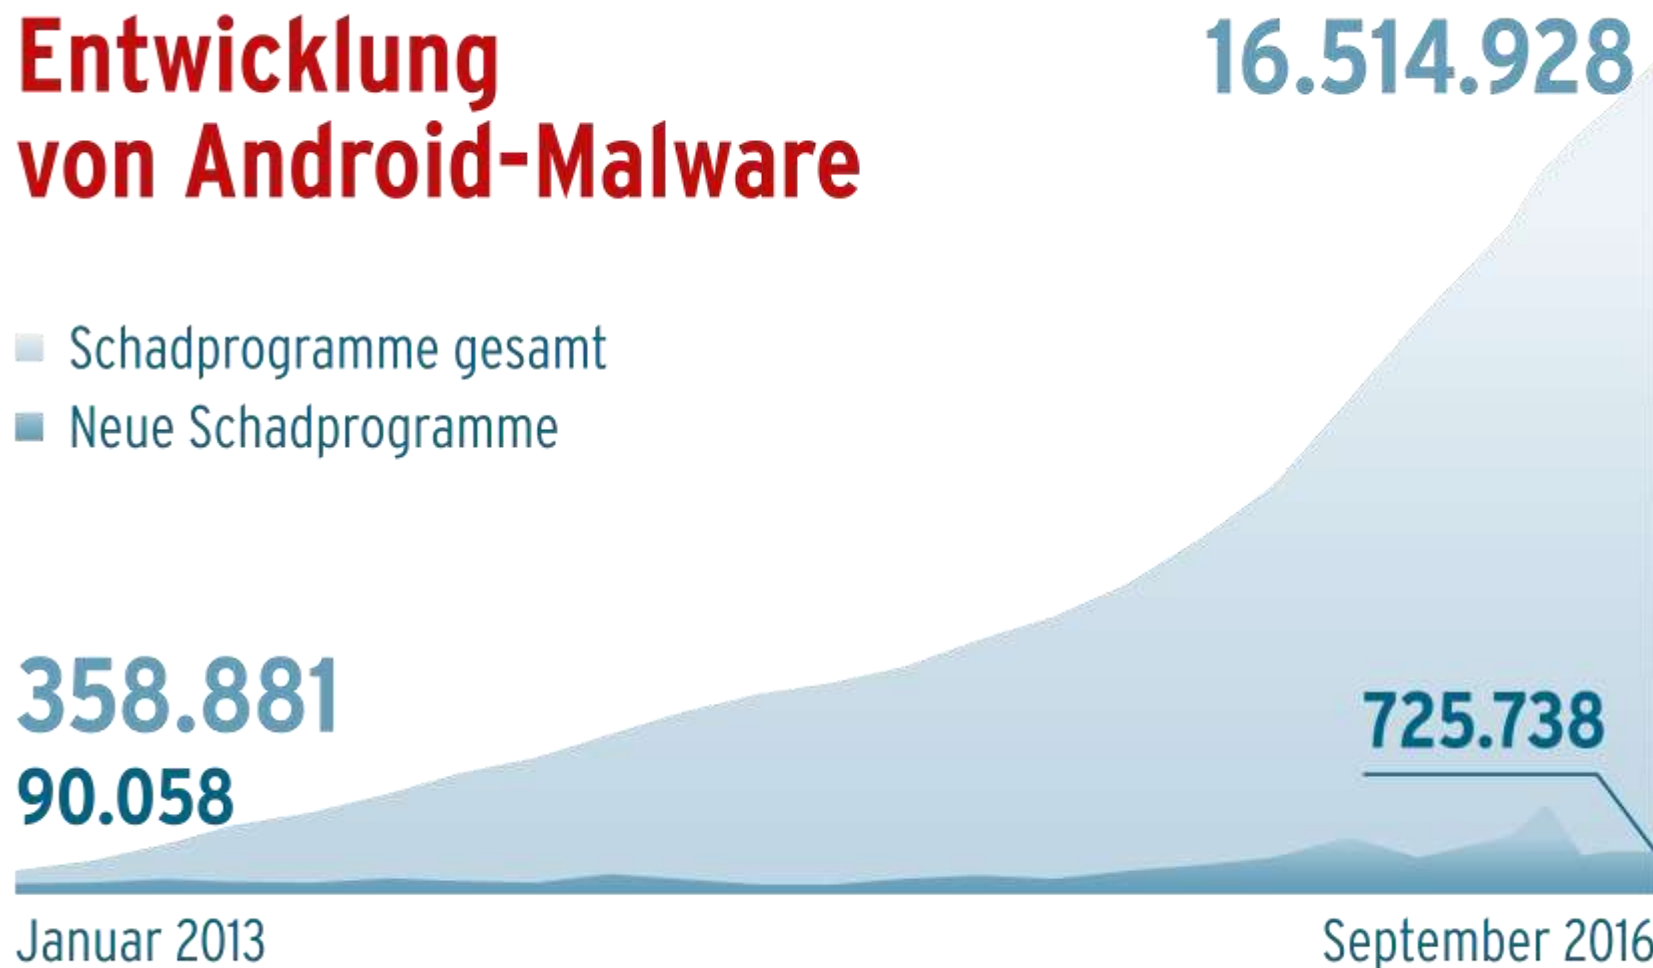 Entwicklung
von Android-Malware
16.514.928
Schadprogramme gesamt
Neue Schadprogramme
358.881
90.058
725.738
Januar 2013
September 2016